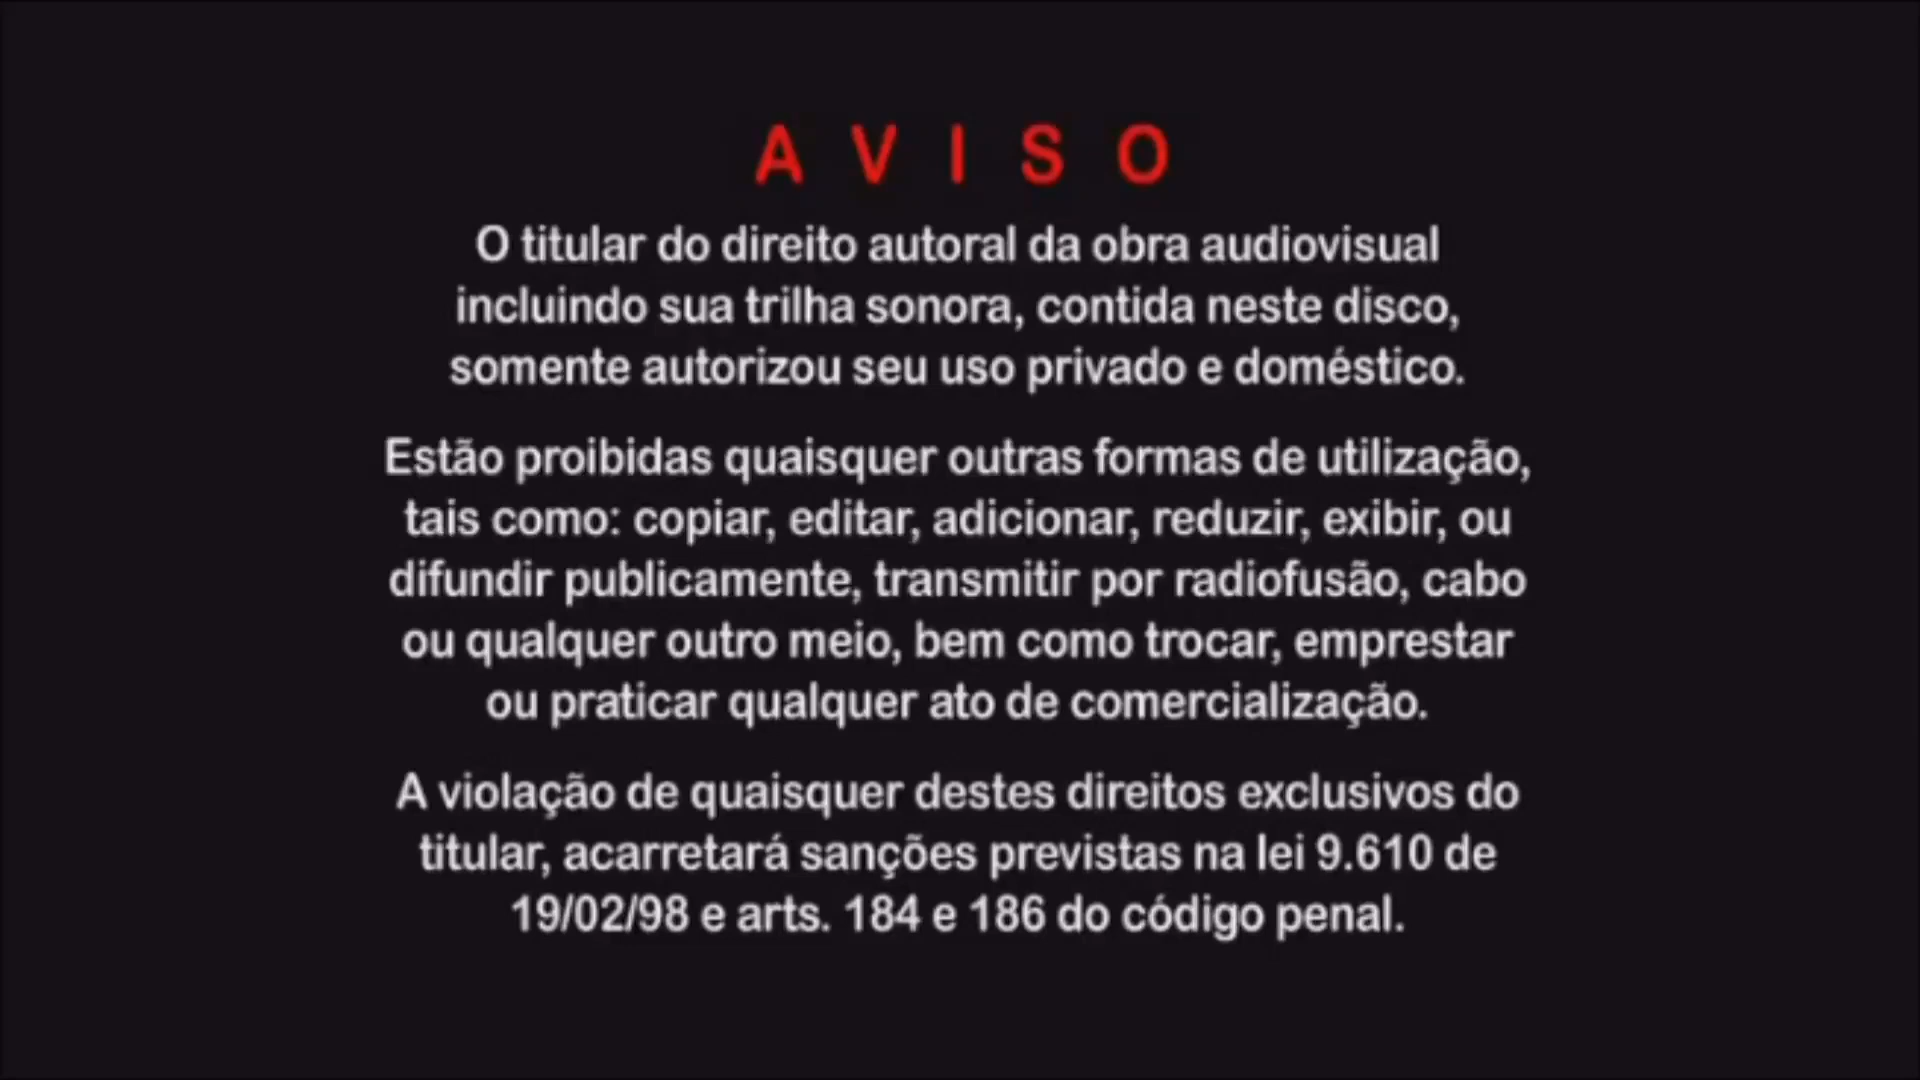 A V I S O
O titular do direito autoral da obra audiovisual
incluindo sua trilha sonora, contida neste disco,
somente autorizou seu uso privado e doméstico.
Estão proibidas quaisquer outras formas de utilização,
tais como: copiar, editar, adicionar, reduzir, exibir, ou
difundir publicamente, transmitir por radiofusão, cabo
ou qualquer outro meio, bem como trocar, emprestar
ou praticar qualquer ato de comercialização.
A violação de quaisquer destes direitos exclusivos do
titular, acarretará sanções previstas na lei 9.610 de
19/02/98 e arts. 184 e 186 do código penal.